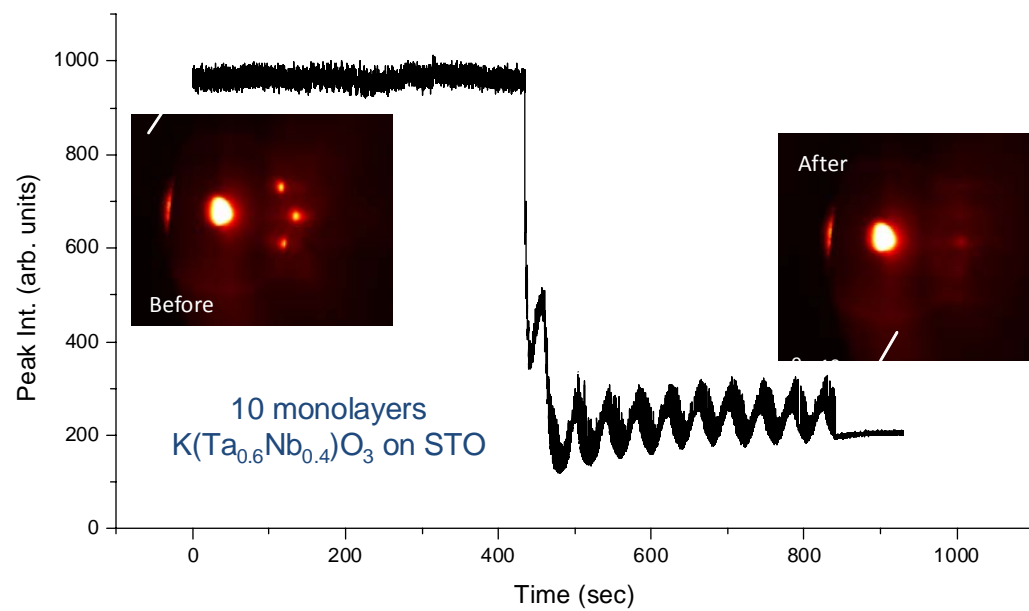 1000
800
600
400
200
0
Peak Int. (arb. units)
Before
After
10 monolayers
K(Ta0.6Nb0.4)O3 on STO
0 200 400 600 800 1000
Time (sec)